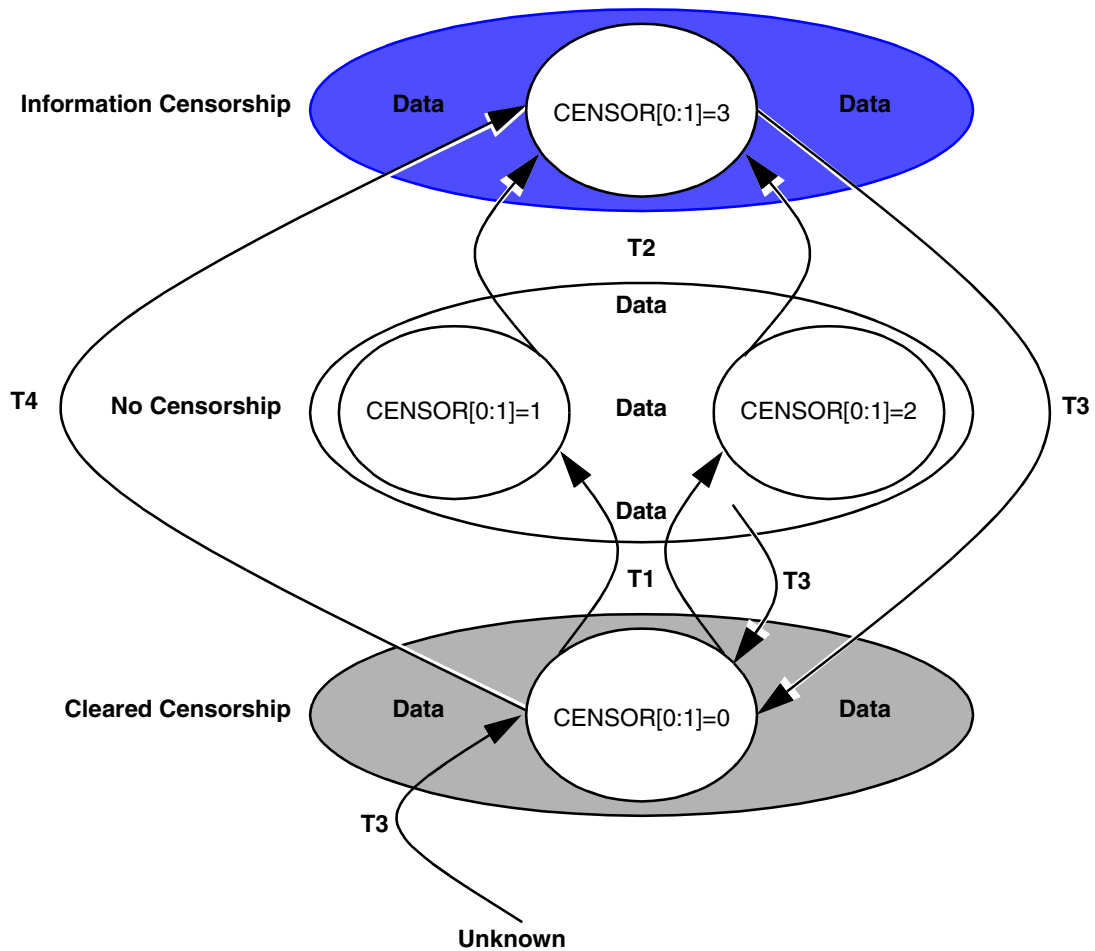 Information Censorship
Data
CENSOR[0:1]=3
Data
T2
Data
T4
No Censorship
CENSOR[0:1]=1
Data
CENSOR[0:1]=2
T3
Data
T1
T3
Cleared Censorship
Data
CENSOR[0:1]=0
Data
T3
Unknown